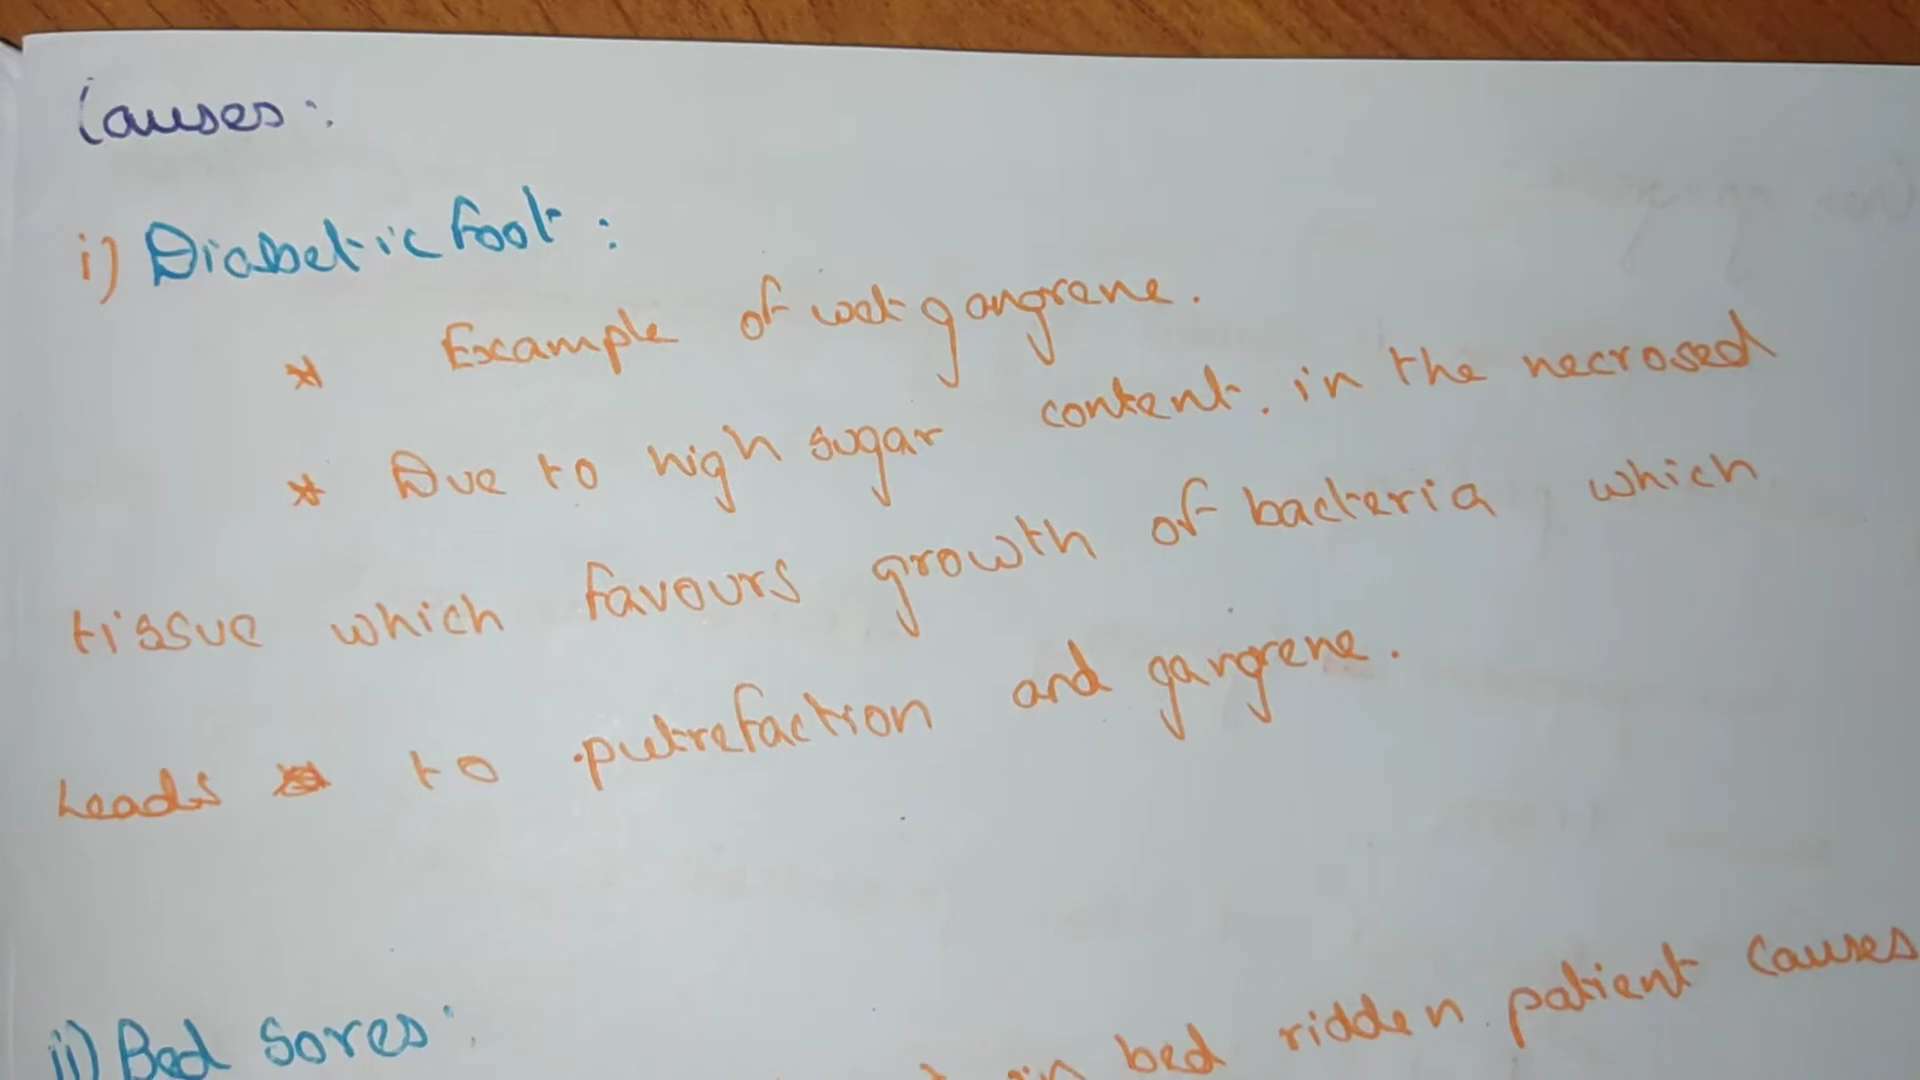 Causes:
i) Diabetic foot:
* Example of wet gangrene.
* Due to high sugar content. in the necrosed
tissue which favours growth of bacteria which
Leads to putrefaction and gangrene.
ii) Bed Sores:
in bed ridden patient causes